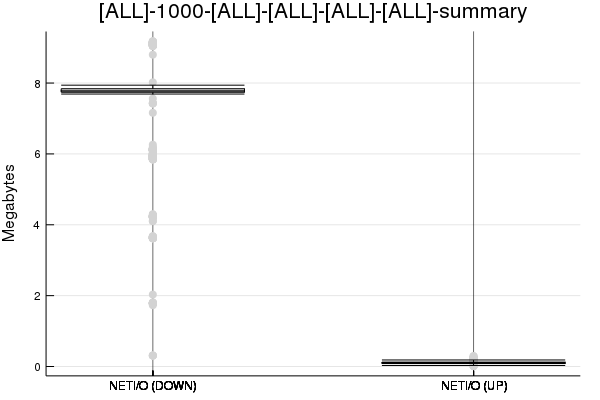 [ALL]-1000-[ALL]-[ALL]-[ALL]-[ALL]-summary
Megabytes
8
6
4
2
0
NETI/O (DOWN)
NETI/O (UP)